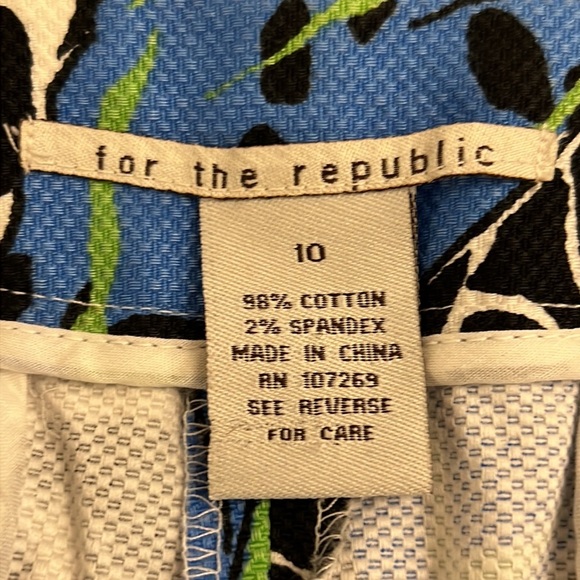 for the republic
10
98% COTTON
2% SPANDEX
MADE IN CHINA
RN 107269
SEE REVERSE
FOR CARE